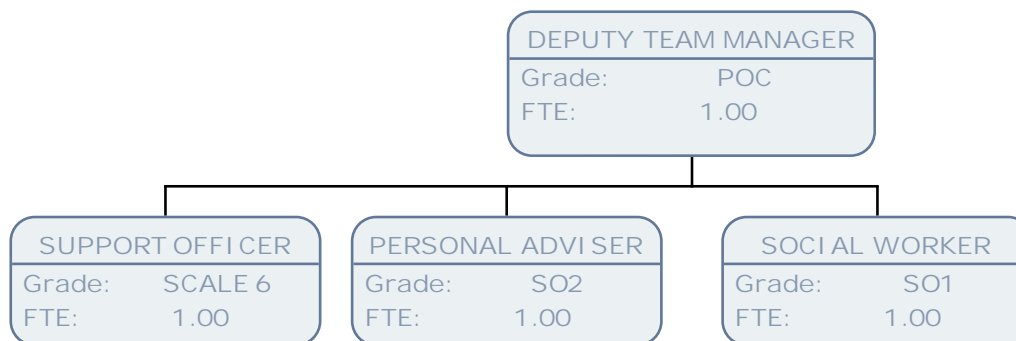 DEPUTY TEAM MANAGER
Grade: POC
FTE: 1.00
SUPPORT OFFICER
Grade: SCALE 6
FTE: 1.00
PERSONAL ADVISER
Grade: SO2
FTE: 1.00
SOCIAL WORKER
Grade: SO1
FTE: 1.00